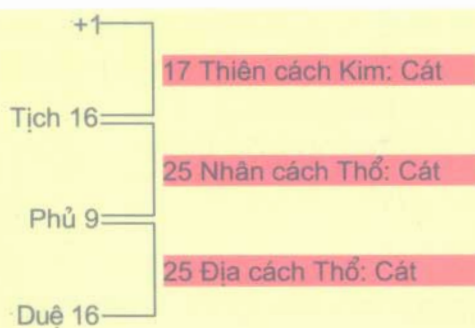 +1
17 Thiên cách Kim: Cát
Tịch 16
25 Nhân cách Thổ: Cát
Phủ 9
25 Địa cách Thổ: Cát
Duệ 16